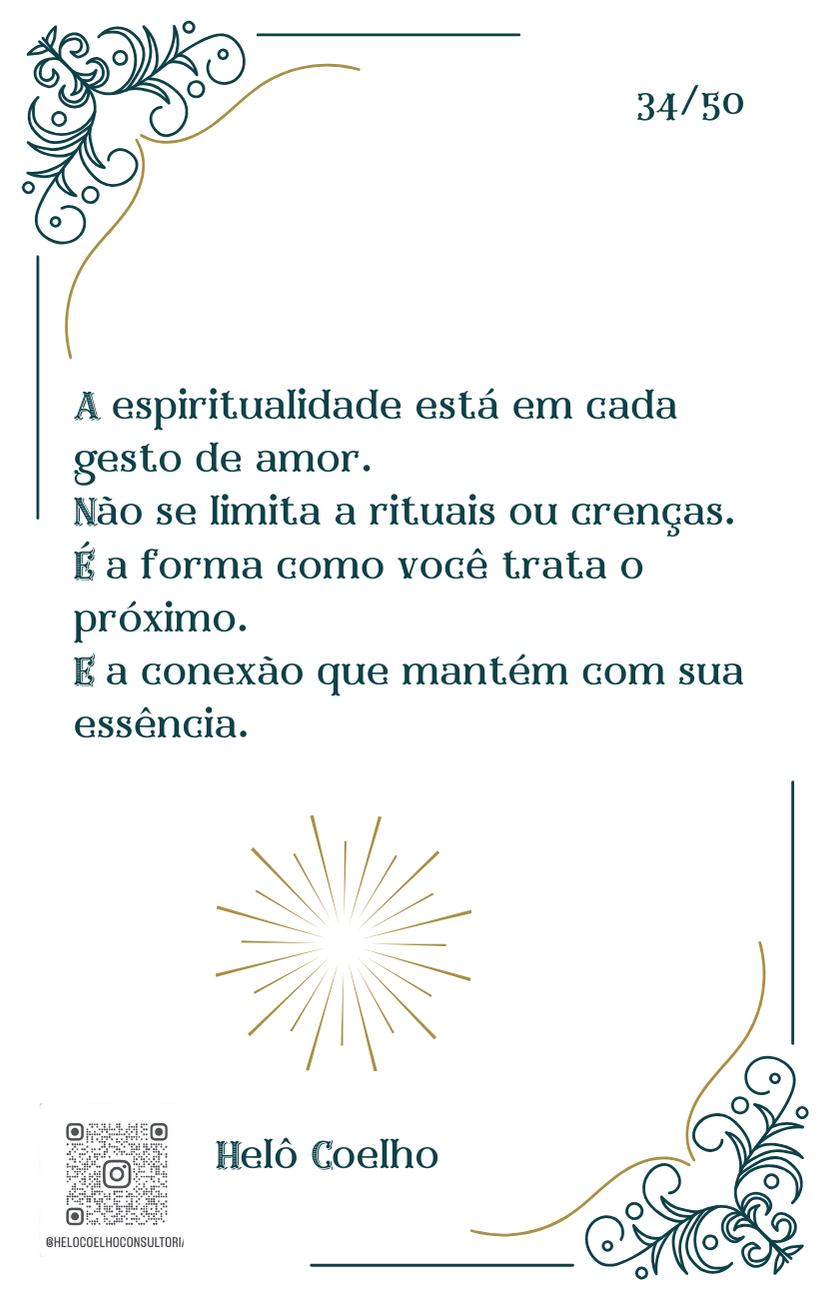 34/50
A espiritualidade está em cada
gesto de amor.
Não se limita a rituais ou crenças.
É a forma como você trata o
próximo.
E a conexão que mantém com sua
essência.
Helô Coelho
@HELOCOELHOCONSULTORIA